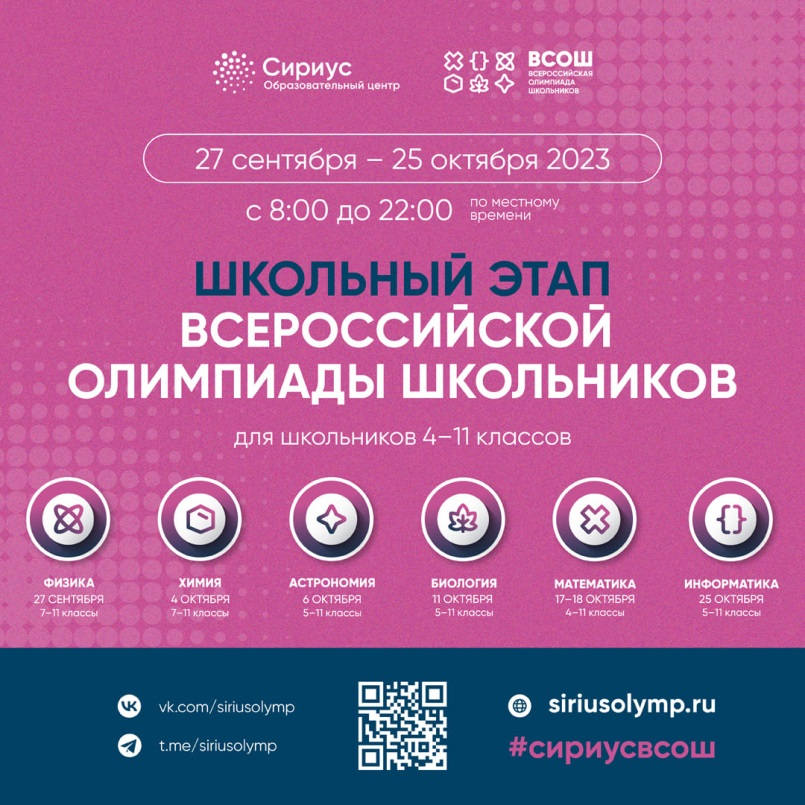 Сириус
Образовательный центр
ВСОШ
ВСЕРОССИЙСКАЯ
ОЛИМПИАДА
ШКОЛЬНИКОВ
27 сентября – 25 октября 2023
с 8:00 до 22:00
по местному
времени
ШКОЛЬНЫЙ ЭТАП
ВСЕРОССИЙСКОЙ
ОЛИМПИАДЫ ШКОЛЬНИКОВ
для школьников 4–11 классов
ФИЗИКА
27 СЕНТЯБРЯ
7–11 классы
ХИМИЯ
4 ОКТЯБРЯ
7–11 классы
АСТРОНОМИЯ
6 ОКТЯБРЯ
5–11 классы
БИОЛОГИЯ
11 ОКТЯБРЯ
5–11 классы
МАТЕМАТИКА
17–18 ОКТЯБРЯ
4–11 классы
ИНФОРМАТИКА
25 ОКТЯБРЯ
5–11 классы
vk.com/siriusolymp
t.me/siriusolymp
siriusolymp.ru
#сириусвсош